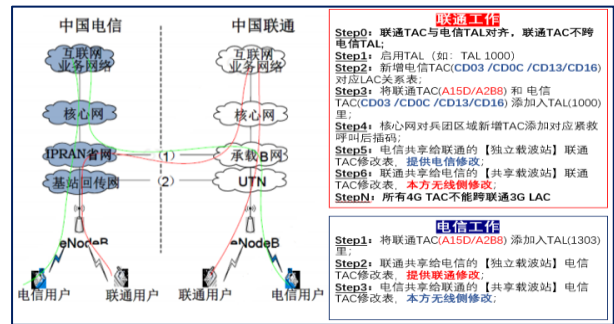 中国电信
中国联通
互联网
业务网络
互联网
业务网络
核心网
核心网
IPRAN省网
(1)
承载B网
基站回传网
(2)
UTN
eNodeB
eNodeB
电信用户
联通用户
联通用户
电信用户
联通工作
Step0：联通TAC与电信TAL对齐，联通TAC不跨
电信TAL;
Step1：启用TAL（如：TAL 1000）
Step2：新增电信TAC(CD03 /CD0C /CD13/CD16)
对应LAC关系表;
Step3：将联通TAC(A15D/A2B8) 和 电信
TAC(CD03 /CD0C /CD13/CD16) 添加入TAL(1000)
里;
Step4：核心网对兵团区域新增TAC添加对应紧救
呼叫后插码;
Step5：电信共享给联通的【独立载波站】联通
TAC修改表，提供电信修改;
Step6：联通共享给电信的【共享载波站】联通
TAC修改表，本方无线侧修改;
StepN：所有4G TAC不能跨联通3G LAC
电信工作
Step1：将联通TAC(A15D/A2B8) 添加入TAL(1303)
里;
Step2：联通共享给电信的【独立载波站】电信
TAC修改表，提供联通修改;
Step3：电信共享给联通的【共享载波站】电信
TAC修改表，本方无线侧修改;